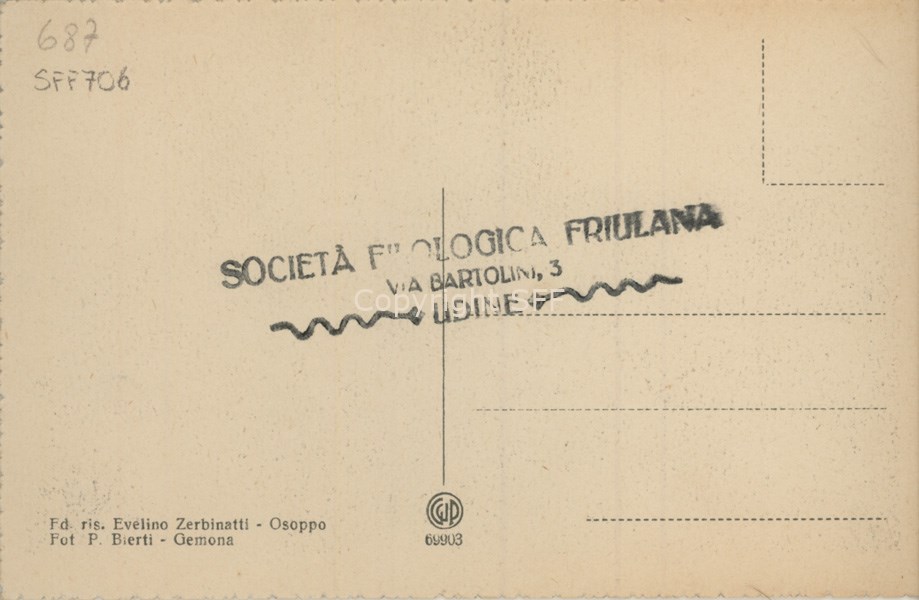 687
SFF706
SOCIETÀ FILOLOGICA FRIULANA
VIA BARTOLINI, 3
UDINE
Copyright SFF
Ed. ris. Evelino Zerbinatti - Osoppo
Fot. P. Bierti - Gemona
69903